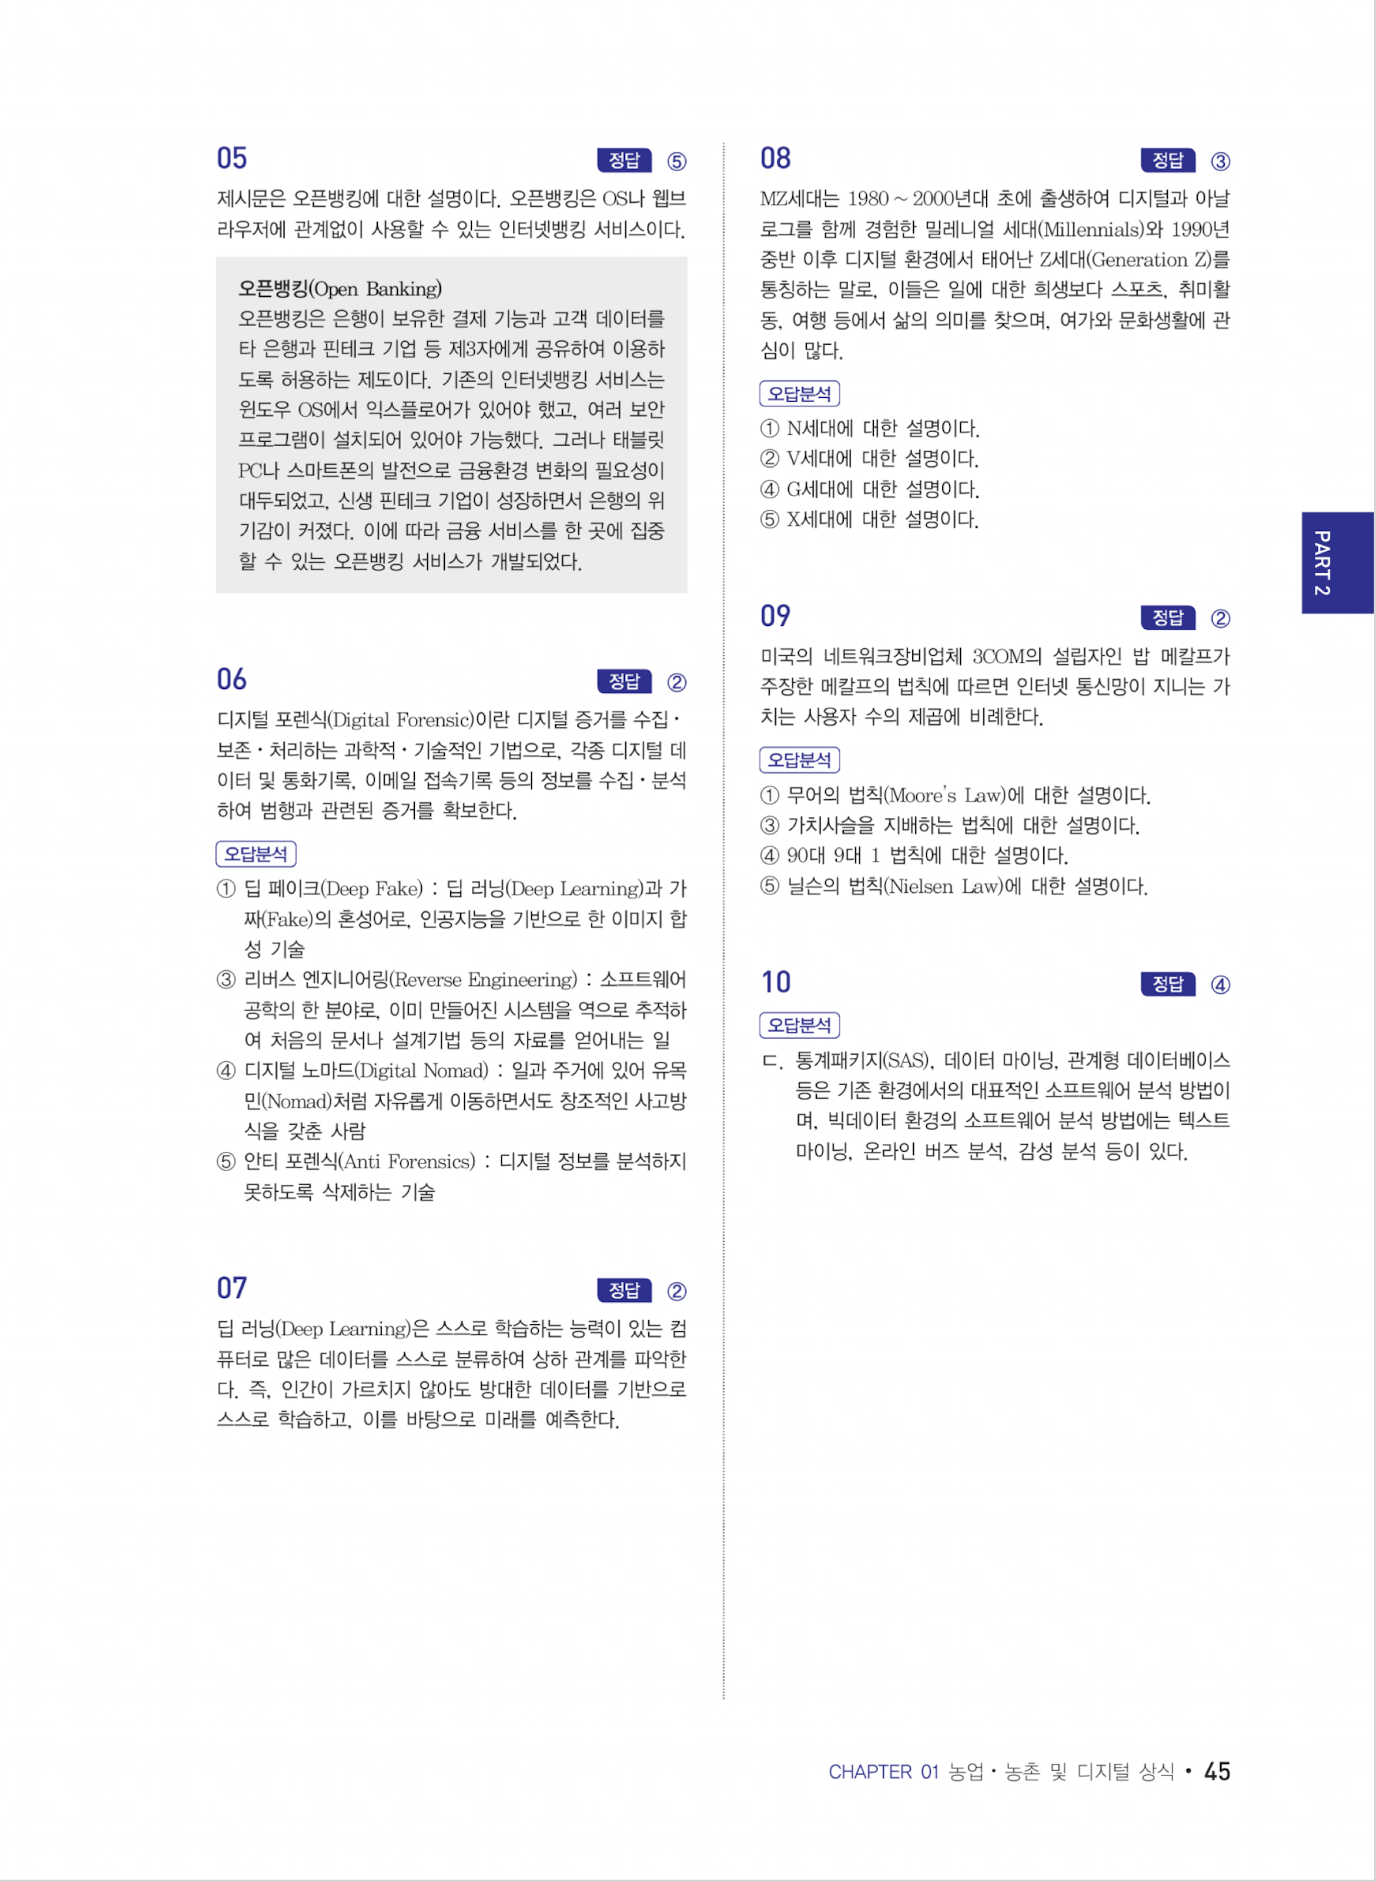 05 정답 ⑤
제시문은 오픈뱅킹에 대한 설명이다. 오픈뱅킹은 OS나 웹브
라우저에 관계없이 사용할 수 있는 인터넷뱅킹 서비스이다.
오픈뱅킹(Open Banking)
오픈뱅킹은 은행이 보유한 결제 기능과 고객 데이터를
타 은행과 핀테크 기업 등 제3자에게 공유하여 이용하
도록 허용하는 제도이다. 기존의 인터넷뱅킹 서비스는
윈도우 OS에서 익스플로어가 있어야 했고, 여러 보안
프로그램이 설치되어 있어야 가능했다. 그러나 태블릿
PC나 스마트폰의 발전으로 금융환경 변화의 필요성이
대두되었고, 신생 핀테크 기업이 성장하면서 은행의 위
기감이 커졌다. 이에 따라 금융 서비스를 한 곳에 집중
할 수 있는 오픈뱅킹 서비스가 개발되었다.
06 정답 ②
디지털 포렌식(Digital Forensic)이란 디지털 증거를 수집·
보존·처리하는 과학적·기술적인 기법으로, 각종 디지털 데
이터 및 통화기록, 이메일 접속기록 등의 정보를 수집·분석
하여 범행과 관련된 증거를 확보한다.
오답분석
① 딥 페이크(Deep Fake) : 딥 러닝(Deep Learning)과 가
짜(Fake)의 혼성어로, 인공지능을 기반으로 한 이미지 합
성 기술
③ 리버스 엔지니어링(Reverse Engineering) : 소프트웨어
공학의 한 분야로, 이미 만들어진 시스템을 역으로 추적하
여 처음의 문서나 설계기법 등의 자료를 얻어내는 일
④ 디지털 노마드(Digital Nomad) : 일과 주거에 있어 유목
민(Nomad)처럼 자유롭게 이동하면서도 창조적인 사고방
식을 갖춘 사람
⑤ 안티 포렌식(Anti Forensics) : 디지털 정보를 분석하지
못하도록 삭제하는 기술
07 정답 ②
딥 러닝(Deep Learning)은 스스로 학습하는 능력이 있는 컴
퓨터로 많은 데이터를 스스로 분류하여 상하 관계를 파악한
다. 즉, 인간이 가르치지 않아도 방대한 데이터를 기반으로
스스로 학습하고, 이를 바탕으로 미래를 예측한다.
08 정답 ③
MZ세대는 1980 ~ 2000년대 초에 출생하여 디지털과 아날
로그를 함께 경험한 밀레니얼 세대(Millennials)와 1990년
중반 이후 디지털 환경에서 태어난 Z세대(Generation Z)를
통칭하는 말로, 이들은 일에 대한 희생보다 스포츠, 취미활
동, 여행 등에서 삶의 의미를 찾으며, 여가와 문화생활에 관
심이 많다.
오답분석
① N세대에 대한 설명이다.
② V세대에 대한 설명이다.
④ G세대에 대한 설명이다.
⑤ X세대에 대한 설명이다.
09 정답 ②
미국의 네트워크장비업체 3COM의 설립자인 밥 메칼프가
주장한 메칼프의 법칙에 따르면 인터넷 통신망이 지니는 가
치는 사용자 수의 제곱에 비례한다.
오답분석
① 무어의 법칙(Moore's Law)에 대한 설명이다.
③ 가치사슬을 지배하는 법칙에 대한 설명이다.
④ 90대 9대 1 법칙에 대한 설명이다.
⑤ 닐슨의 법칙(Nielsen Law)에 대한 설명이다.
10 정답 ④
오답분석
ㄷ. 통계패키지(SAS), 데이터 마이닝, 관계형 데이터베이스
등은 기존 환경에서의 대표적인 소프트웨어 분석 방법이
며, 빅데이터 환경의 소프트웨어 분석 방법에는 텍스트
마이닝, 온라인 버즈 분석, 감성 분석 등이 있다.
PART 2
CHAPTER 01 농업·농촌 및 디지털 상식 • 45